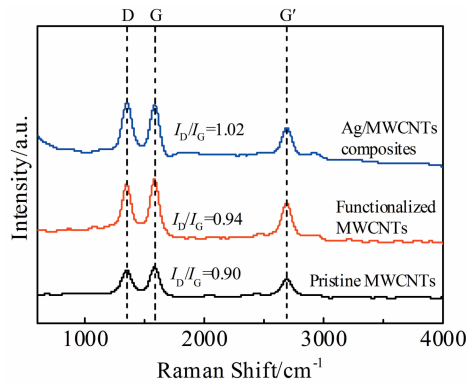 D G G′
I_D/I_G=1.02
Ag/MWCNTs
composites
I_D/I_G=0.94
Functionalized
MWCNTs
I_D/I_G=0.90
Pristine MWCNTs
Intensity/a.u.
1000 2000 3000 4000
Raman Shift/cm⁻¹